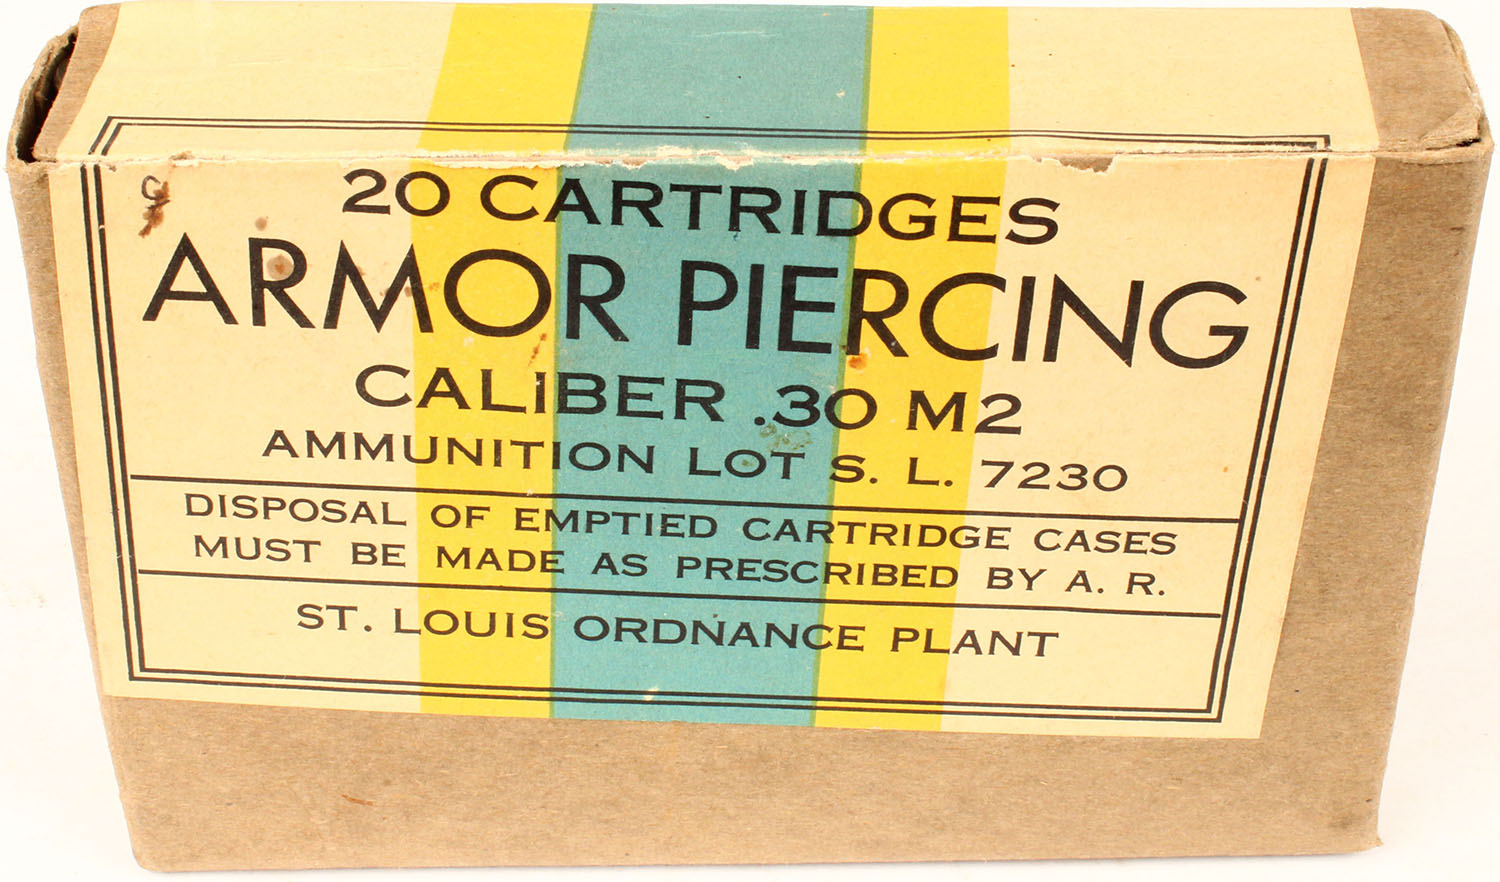 20 CARTRIDGES
ARMOR PIERCING
CALIBER .30 M2
AMMUNITION LOT S. L. 7230
DISPOSAL OF EMPTIED CARTRIDGE CASES
MUST BE MADE AS PRESCRIBED BY A. R.
ST. LOUIS ORDNANCE PLANT